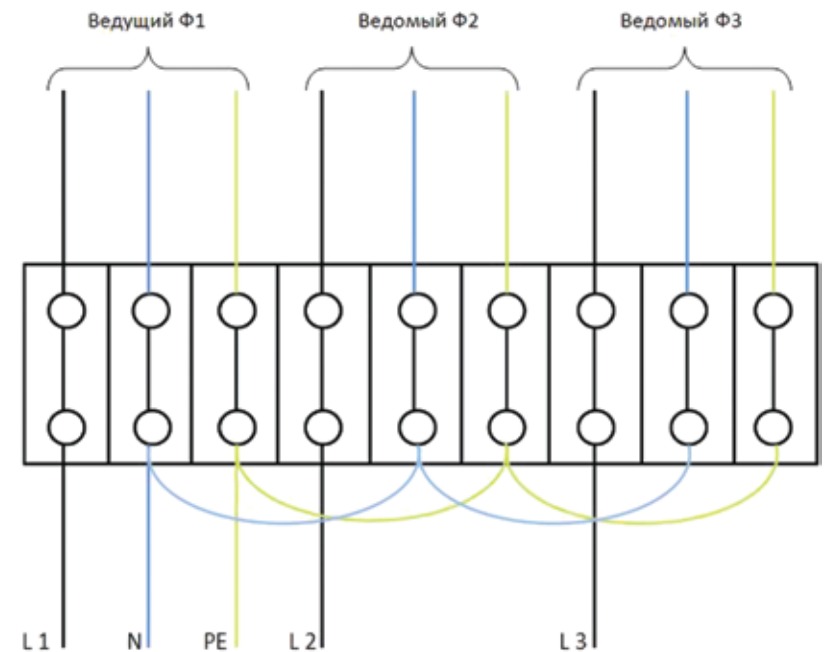 Ведущий Ф1
Ведомый Ф2
Ведомый Ф3
L 1
N
PE
L 2
L 3